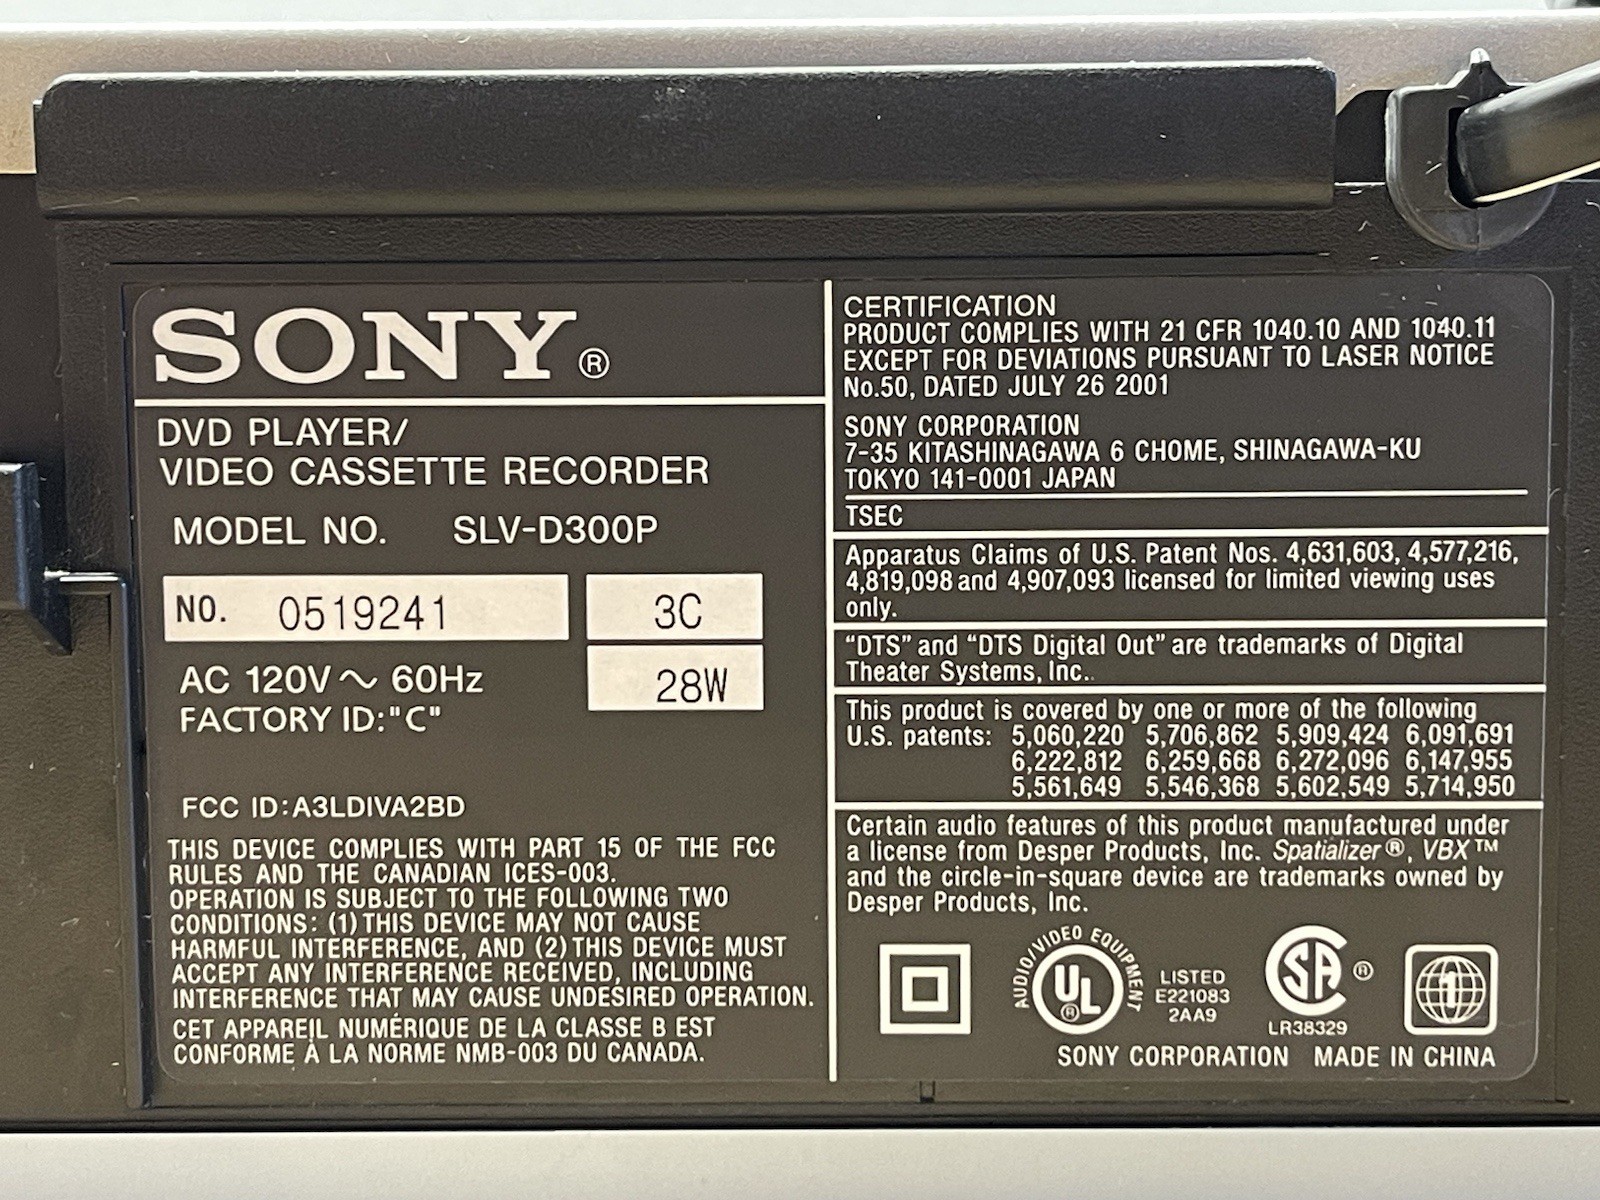 SONY®
DVD PLAYER/
VIDEO CASSETTE RECORDER
MODEL NO. SLV-D300P
NO. 0519241
3C
AC 120V ~ 60Hz
28W
FACTORY ID:"C"
FCC ID:A3LDIVA2BD
THIS DEVICE COMPLIES WITH PART 15 OF THE FCC
RULES AND THE CANADIAN ICES-003.
OPERATION IS SUBJECT TO THE FOLLOWING TWO
CONDITIONS: (1) THIS DEVICE MAY NOT CAUSE
HARMFUL INTERFERENCE, AND (2) THIS DEVICE MUST
ACCEPT ANY INTERFERENCE RECEIVED, INCLUDING
INTERFERENCE THAT MAY CAUSE UNDESIRED OPERATION.
CET APPAREIL NUMÉRIQUE DE LA CLASSE B EST
CONFORME À LA NORME NMB-003 DU CANADA.
CERTIFICATION
PRODUCT COMPLIES WITH 21 CFR 1040.10 AND 1040.11
EXCEPT FOR DEVIATIONS PURSUANT TO LASER NOTICE
No.50, DATED JULY 26 2001
SONY CORPORATION
7-35 KITASHINAGAWA 6 CHOME, SHINAGAWA-KU
TOKYO 141-0001 JAPAN
TSEC
Apparatus Claims of U.S. Patent Nos. 4,631,603, 4,577,216,
4,819,098 and 4,907,093 licensed for limited viewing uses
only.
“DTS” and “DTS Digital Out” are trademarks of Digital
Theater Systems, Inc.
This product is covered by one or more of the following
U.S. patents: 5,060,220 5,706,862 5,909,424 6,091,691
6,222,812 6,259,668 6,272,096 6,147,955
5,561,649 5,546,368 5,602,549 5,714,950
Certain audio features of this product manufactured under
a license from Desper Products, Inc. Spatializer®, VBX™
and the circle-in-square device are trademarks owned by
Desper Products, Inc.
AUDIO/VIDEO EQUIPMENT
UL®
LISTED
E221083
2AA9
SA®
LR38329
1
SONY CORPORATION MADE IN CHINA